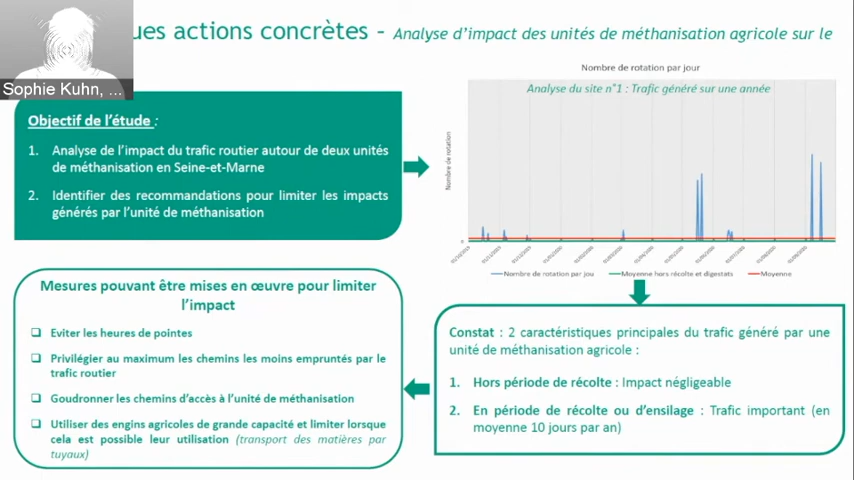 ues actions concrètes - Analyse d'impact des unités de méthanisation agricole sur le
Sophie Kuhn, ...
Objectif de l'étude :
1. Analyse de l'impact du trafic routier autour de deux unités
de méthanisation en Seine-et-Marne
2. Identifier des recommandations pour limiter les impacts
générés par l'unité de méthanisation
Nombre de rotation par jour
Analyse du site n°1 : Trafic généré sur une année
Nombre de rotation
0
Nombre de rotation par jou
Moyenne hors récolte et digestats
Moyenne
Mesures pouvant être mises en œuvre pour limiter
l'impact
❑ Eviter les heures de pointes
❑ Privilégier au maximum les chemins les moins empruntés par le
trafic routier
❑ Goudronner les chemins d'accès à l'unité de méthanisation
❑ Utiliser des engins agricoles de grande capacité et limiter lorsque
cela est possible leur utilisation (transport des matières par
tuyaux)
Constat : 2 caractéristiques principales du trafic généré par une
unité de méthanisation agricole :
1. Hors période de récolte : Impact négligeable
2. En période de récolte ou d'ensilage : Trafic important (en
moyenne 10 jours par an)